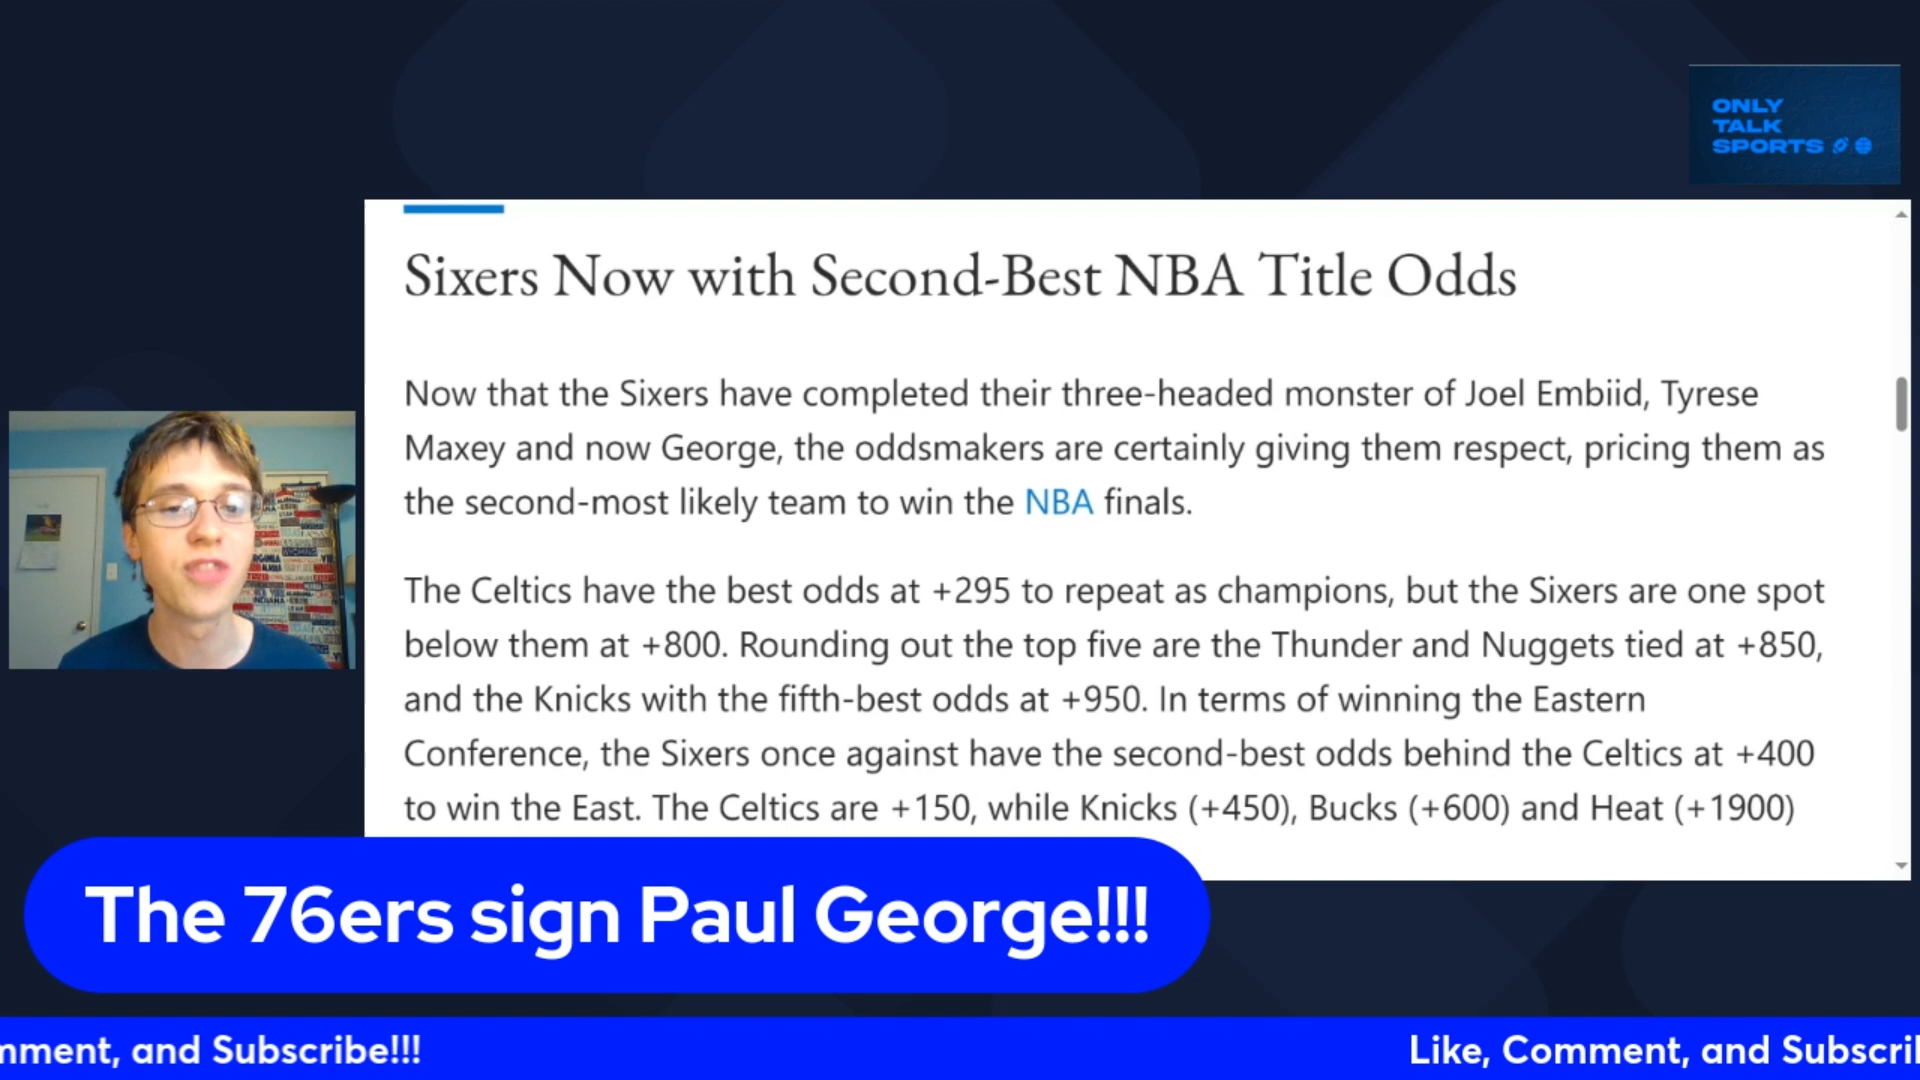 ONLY
TALK
SPORTS
Sixers Now with Second-Best NBA Title Odds
Now that the Sixers have completed their three-headed monster of Joel Embiid, Tyrese
Maxey and now George, the oddsmakers are certainly giving them respect, pricing them as
the second-most likely team to win the NBA finals.
The Celtics have the best odds at +295 to repeat as champions, but the Sixers are one spot
below them at +800. Rounding out the top five are the Thunder and Nuggets tied at +850,
and the Knicks with the fifth-best odds at +950. In terms of winning the Eastern
Conference, the Sixers once against have the second-best odds behind the Celtics at +400
to win the East. The Celtics are +150, while Knicks (+450), Bucks (+600) and Heat (+1900)
The 76ers sign Paul George!!!
mment, and Subscribe!!!
Like, Comment, and Subscri